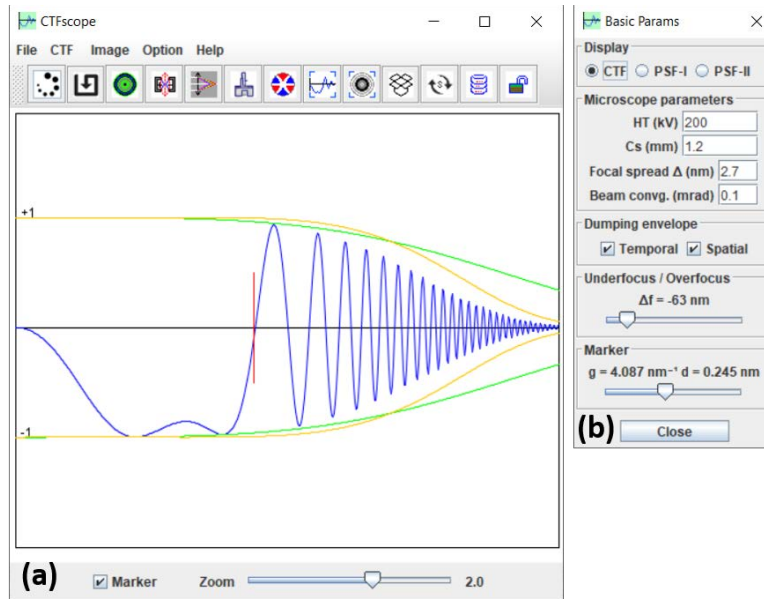 CTFscope
File CTF Image Option Help
+1
-1
(a)
Marker Zoom 2.0
Basic Params
Display
CTF PSF-I PSF-II
Microscope parameters
HT (kV) 200
Cs (mm) 1.2
Focal spread Δ (nm) 2.7
Beam convg. (mrad) 0.1
Dumping envelope
Temporal Spatial
Underfocus / Overfocus
Δf = -63 nm
Marker
g = 4.087 nm⁻¹ d = 0.245 nm
(b) Close